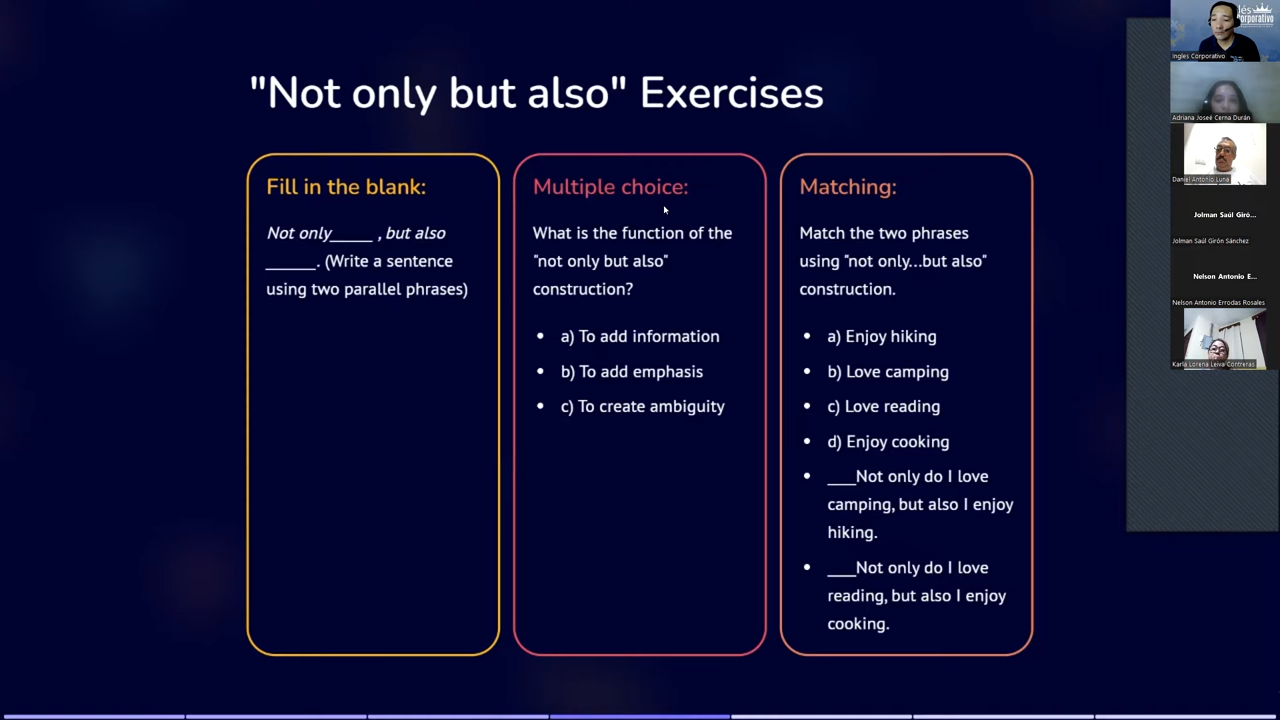 "Not only but also" Exercises
Fill in the blank:
Not only_____ , but also
______. (Write a sentence
using two parallel phrases)
Multiple choice:
What is the function of the
"not only but also"
construction?
• a) To add information
• b) To add emphasis
• c) To create ambiguity
Matching:
Match the two phrases
using "not only...but also"
construction.
• a) Enjoy hiking
• b) Love camping
• c) Love reading
• d) Enjoy cooking
• ____Not only do I love
camping, but also I enjoy
hiking.
• ____Not only do I love
reading, but also I enjoy
cooking.
Ingles Corporativo
Adriana Joseé Cerna Durán
Daniel Antonio Luna
Jolman Saúl Giró...
Jolman Saúl Girón Sánchez
Nelson Antonio E...
Nelson Antonio Errodas Rosales
Karla Lorena Leiva Contreras